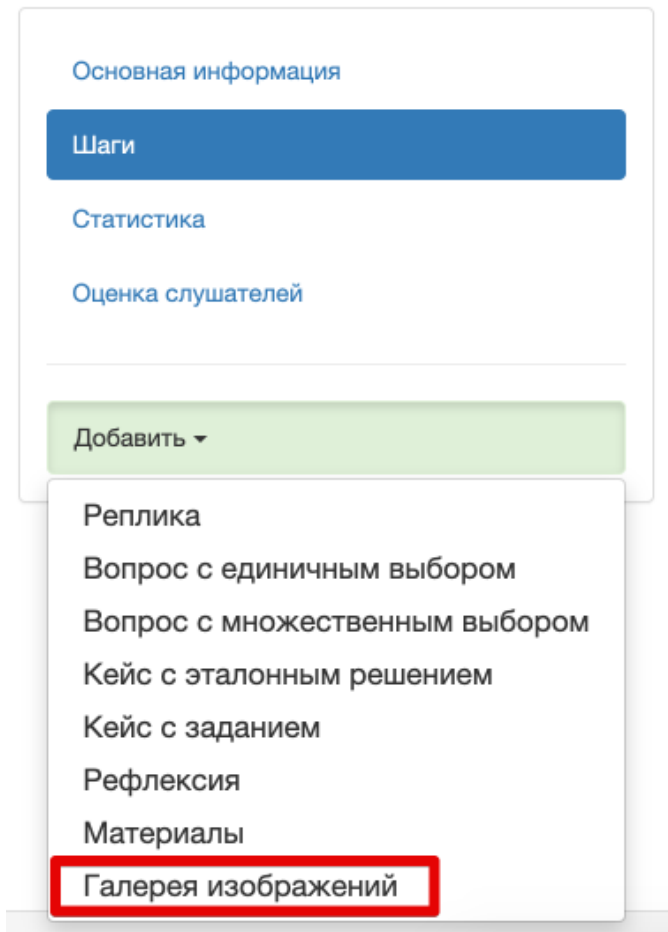 Основная информация
Шаги
Статистика
Оценка слушателей
Добавить
Реплика
Вопрос с единичным выбором
Вопрос с множественным выбором
Кейс с эталонным решением
Кейс с заданием
Рефлексия
Материалы
Галерея изображений